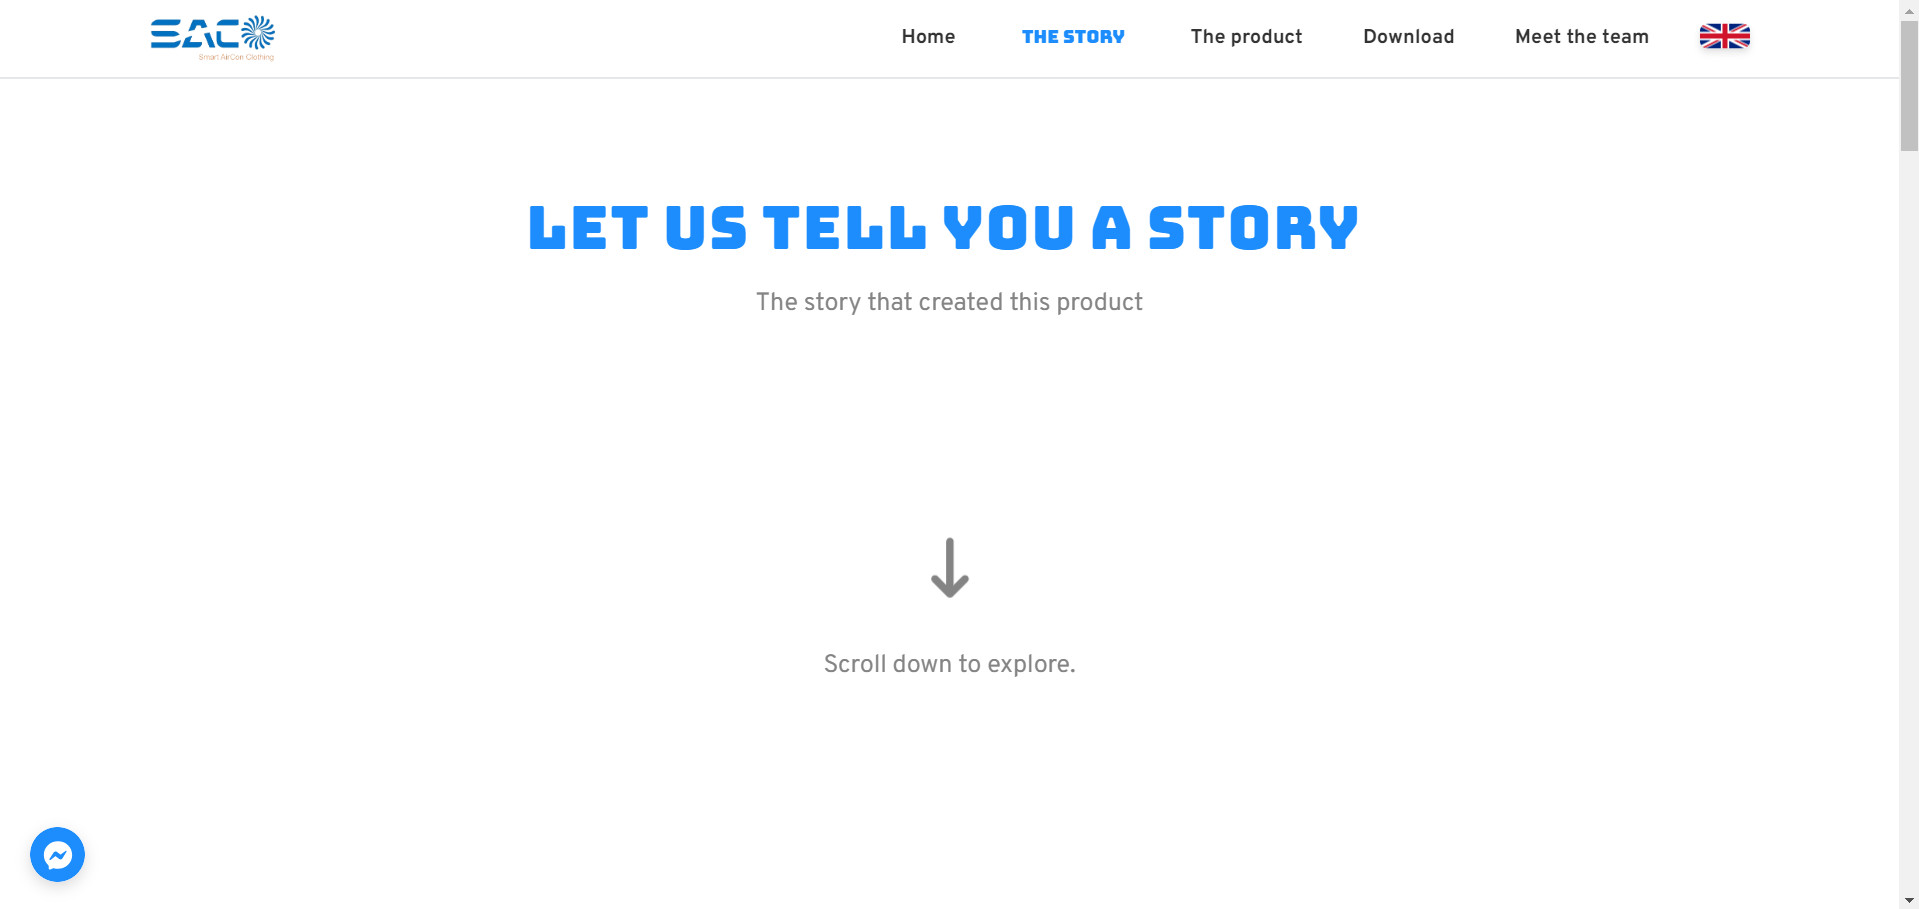 SAC
Smart AirCon Clothing
Home
THE STORY
The product
Download
Meet the team
LET US TELL YOU A STORY
The story that created this product
Scroll down to explore.